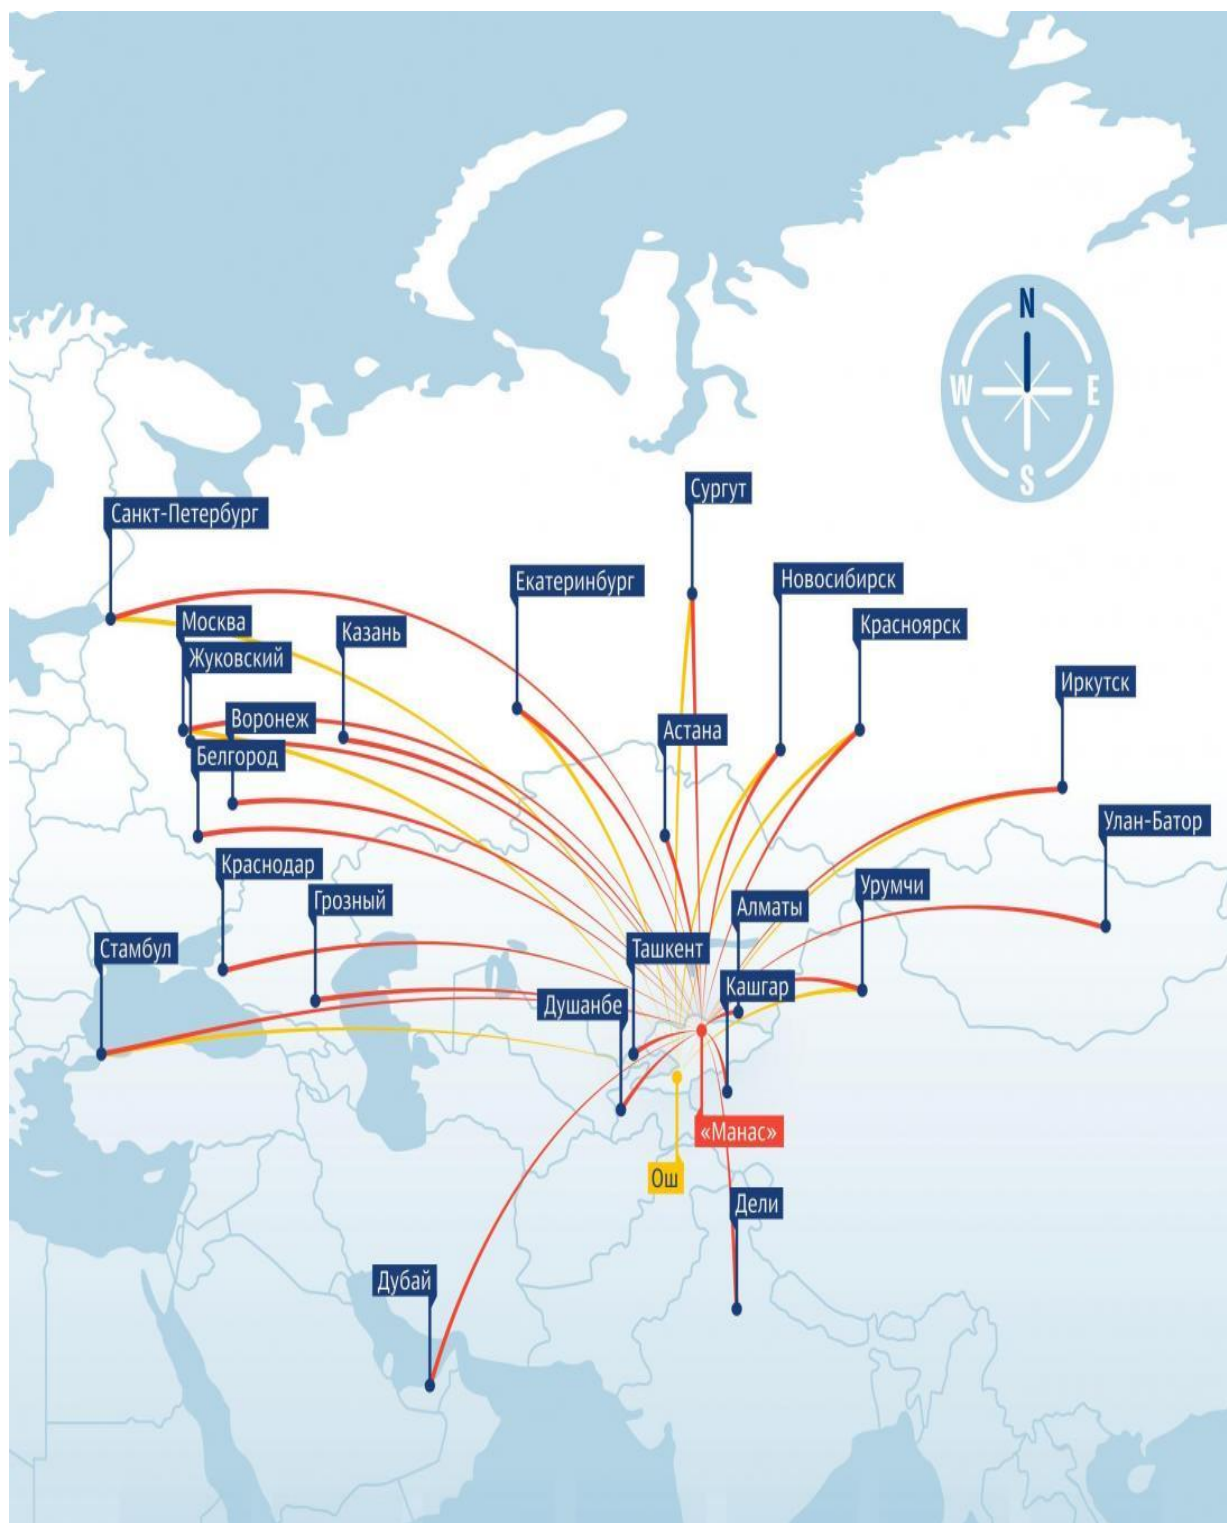 N
W
E
S
Сургут
Санкт-Петербург
Екатеринбург
Новосибирск
Москва
Казань
Красноярск
Жуковский
Иркутск
Воронеж
Астана
Белгород
Улан-Батор
Краснодар
Урумчи
Грозный
Алматы
Стамбул
Ташкент
Кашгар
Душанбе
«Манас»
Ош
Дели
Дубай